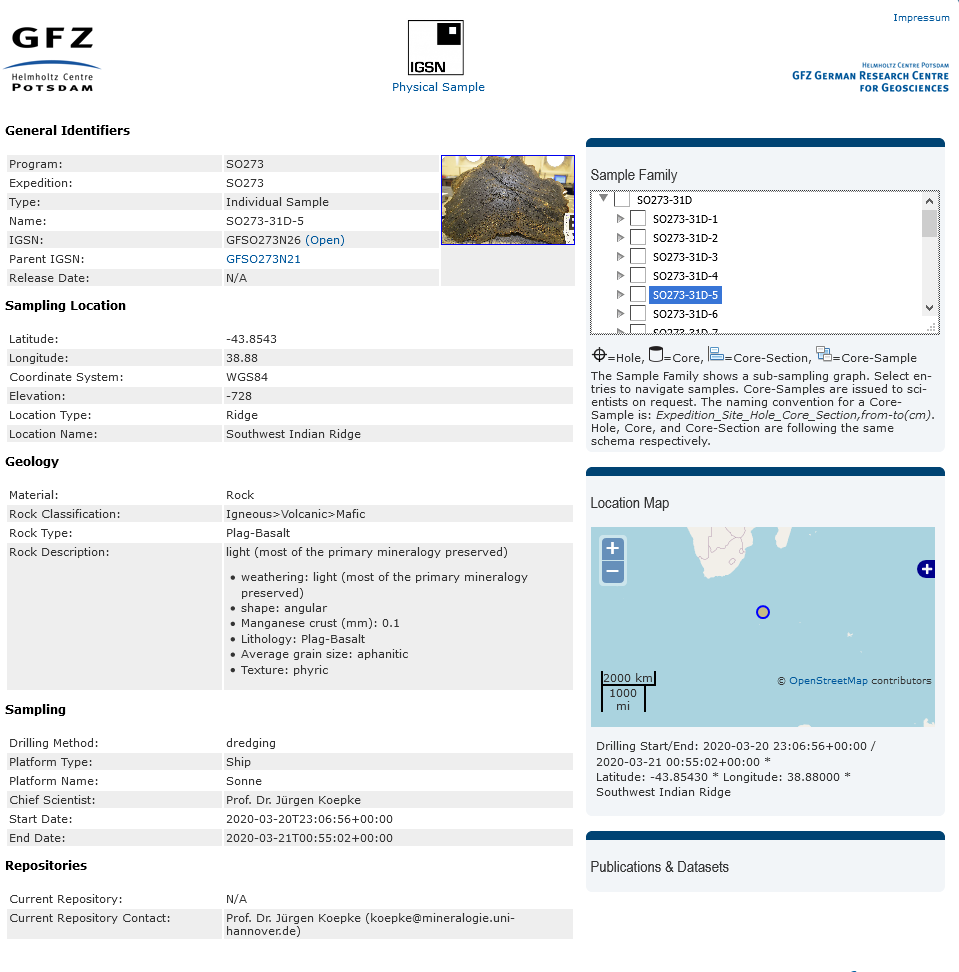 Impressum
GFZ
Helmholtz Centre
POTSDAM
IGSN
Physical Sample
HELMHOLTZ CENTRE POTSDAM
GFZ GERMAN RESEARCH CENTRE
FOR GEOSCIENCES
General Identifiers
Program: SO273
Expedition: SO273
Type: Individual Sample
Name: SO273-31D-5
IGSN: GFSO273N26 (Open)
Parent IGSN: GFSO273N21
Release Date: N/A
Sampling Location
Latitude: -43.8543
Longitude: 38.88
Coordinate System: WGS84
Elevation: -728
Location Type: Ridge
Location Name: Southwest Indian Ridge
Geology
Material: Rock
Rock Classification: Igneous>Volcanic>Mafic
Rock Type: Plag-Basalt
Rock Description: light (most of the primary mineralogy preserved)
• weathering: light (most of the primary mineralogy
preserved)
• shape: angular
• Manganese crust (mm): 0.1
• Lithology: Plag-Basalt
• Average grain size: aphanitic
• Texture: phyric
Sampling
Drilling Method: dredging
Platform Type: Ship
Platform Name: Sonne
Chief Scientist: Prof. Dr. Jürgen Koepke
Start Date: 2020-03-20T23:06:56+00:00
End Date: 2020-03-21T00:55:02+00:00
Repositories
Current Repository: N/A
Current Repository Contact: Prof. Dr. Jürgen Koepke (koepke@mineralogie.uni-
hannover.de)
Sample Family
SO273-31D
SO273-31D-1
SO273-31D-2
SO273-31D-3
SO273-31D-4
SO273-31D-5
SO273-31D-6
SO273-31D-7
=Hole, =Core, =Core-Section, =Core-Sample
The Sample Family shows a sub-sampling graph. Select en-
tries to navigate samples. Core-Samples are issued to sci-
entists on request. The naming convention for a Core-
Sample is: Expedition_Site_Hole_Core_Section,from-to(cm).
Hole, Core, and Core-Section are following the same
schema respectively.
Location Map
+
−
+
2000 km
1000
mi
© OpenStreetMap contributors
Drilling Start/End: 2020-03-20 23:06:56+00:00 /
2020-03-21 00:55:02+00:00 *
Latitude: -43.85430 * Longitude: 38.88000 *
Southwest Indian Ridge
Publications & Datasets